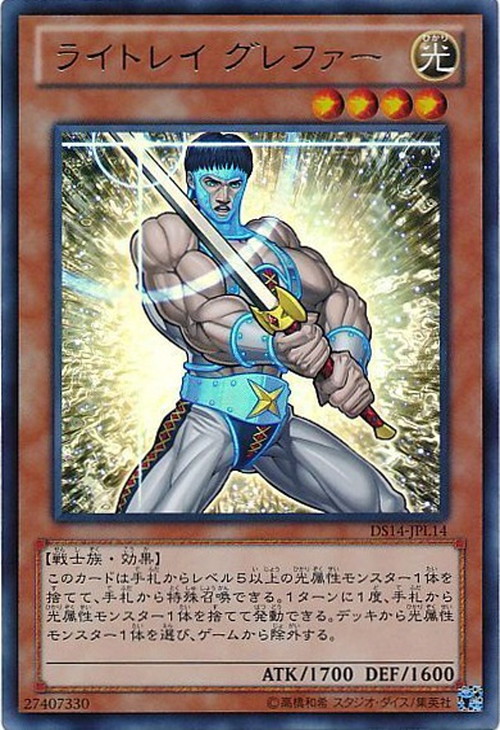 ライトレイ グレファー
光
DS14-JPL14
【戦士族・効果】
このカードは手札からレベル5以上の光属性モンスター1体を
捨てて、手札から特殊召喚できる。1ターンに1度、手札から
光属性モンスター1体を捨てて発動できる。デッキから光属性
モンスター1体を選び、ゲームから除外する。
ATK/1700 DEF/1600
27407330
©高橋和希 スタジオ・ダイス/集英社